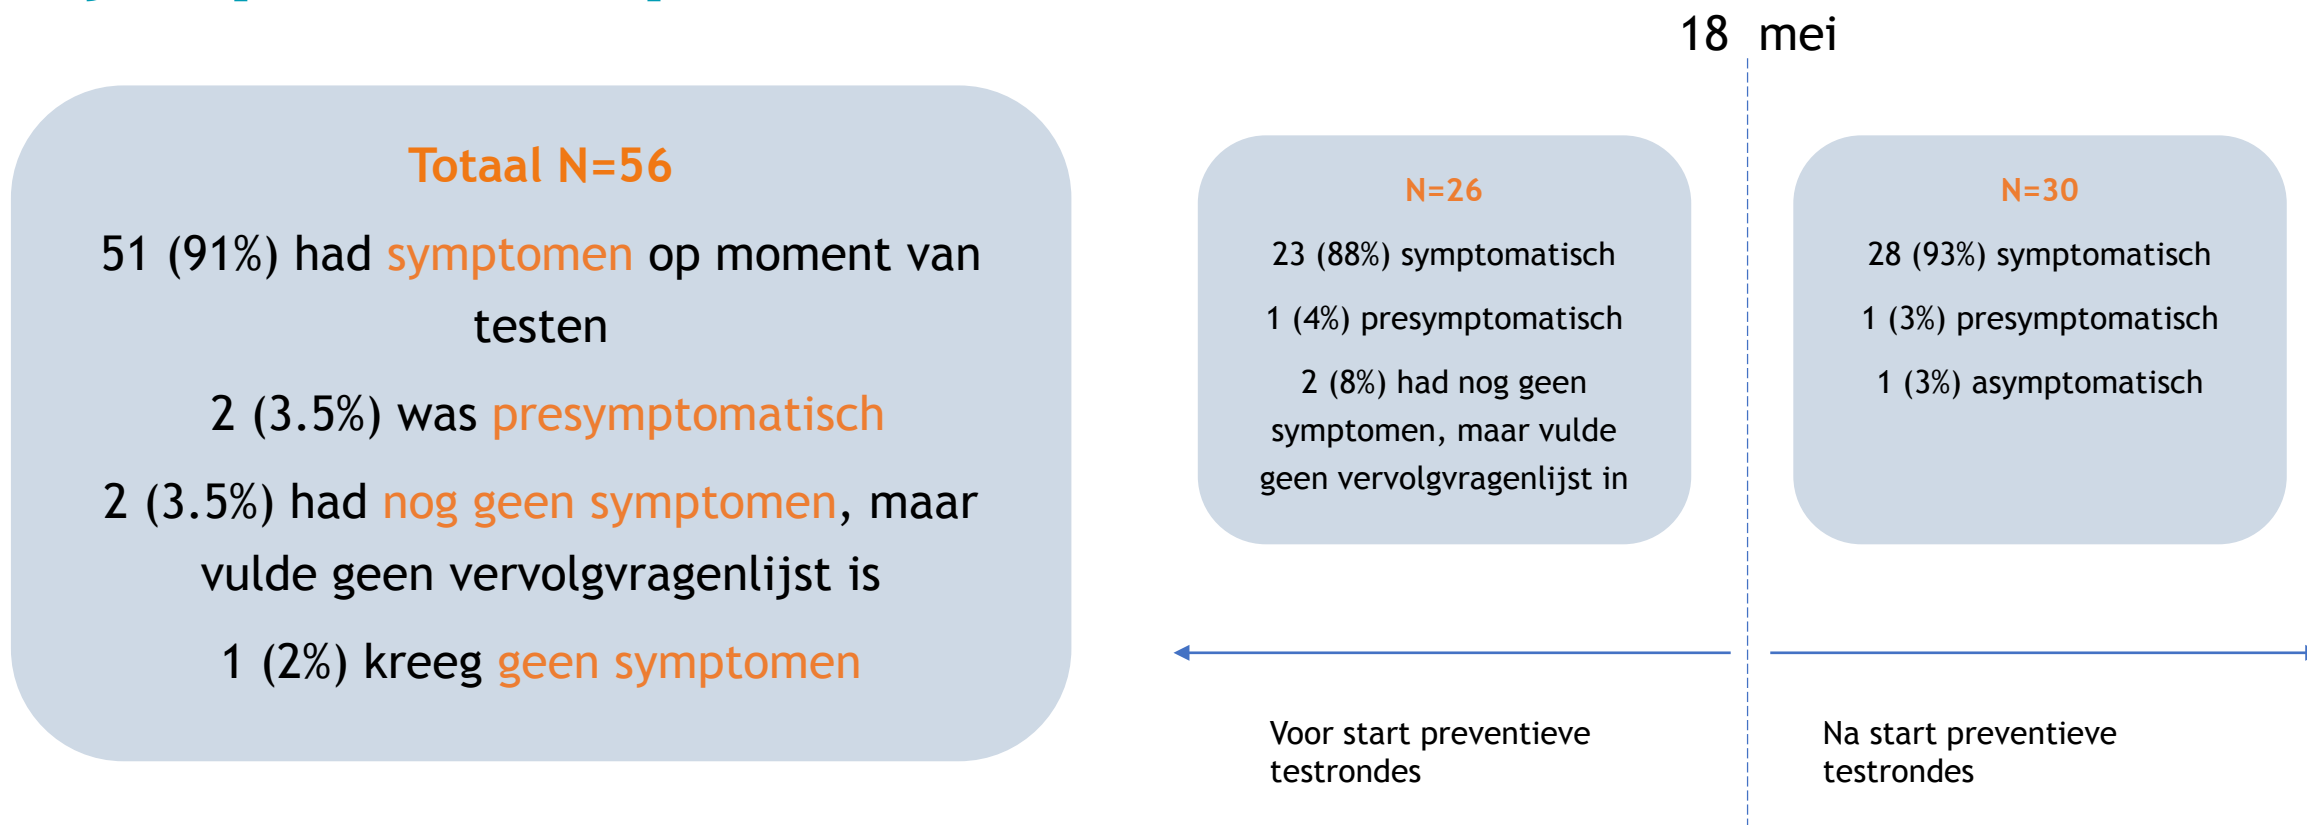 18 mei
Totaal N=56
51 (91%) had symptomen op moment van
testen
2 (3.5%) was presymptomatisch
2 (3.5%) had nog geen symptomen, maar
vulde geen vervolgvragenlijst is
1 (2%) kreeg geen symptomen
N=26
23 (88%) symptomatisch
1 (4%) presymptomatisch
2 (8%) had nog geen
symptomen, maar vulde
geen vervolgvragenlijst in
N=30
28 (93%) symptomatisch
1 (3%) presymptomatisch
1 (3%) asymptomatisch
Voor start preventieve
testrondes
Na start preventieve
testrondes